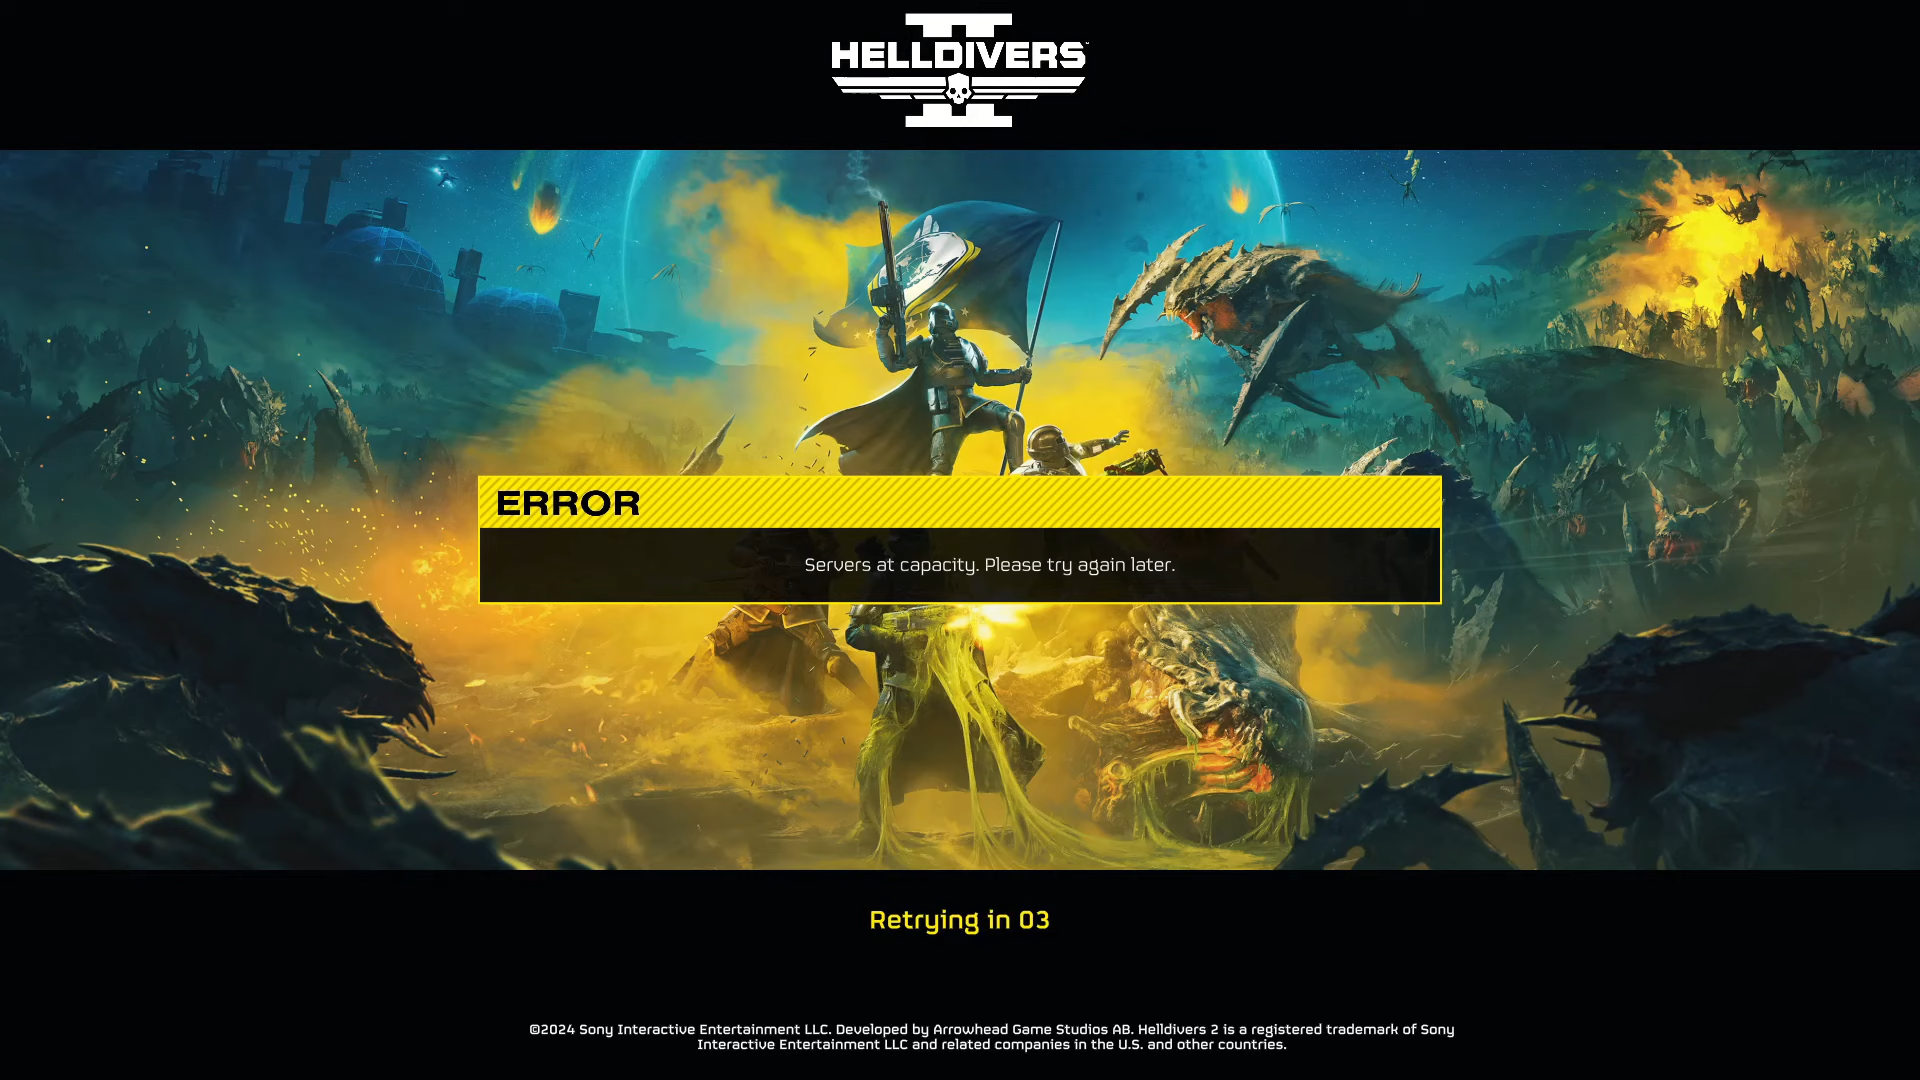 HELLDIVERS
II
ERROR
Servers at capacity. Please try again later.
Retrying in 03
©2024 Sony Interactive Entertainment LLC. Developed by Arrowhead Game Studios AB. Helldivers 2 is a registered trademark of Sony
Interactive Entertainment LLC and related companies in the U.S. and other countries.